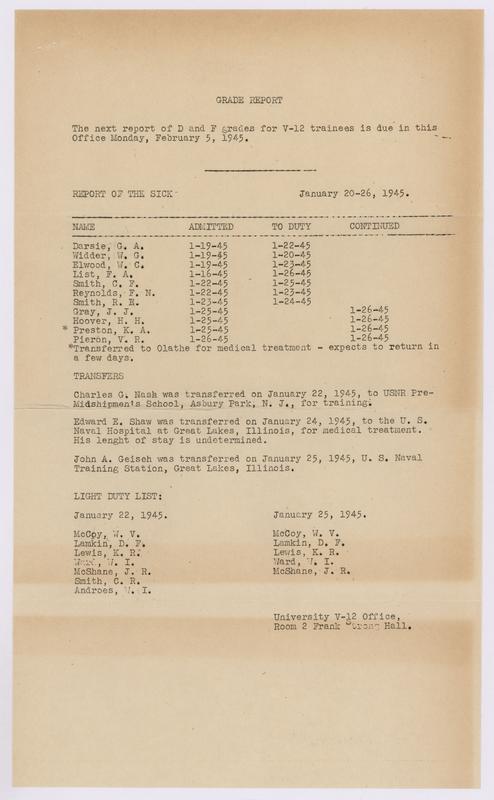 GRADE REPORT
The next report of D and F grades for V-12 trainees is due in this
Office Monday, February 5, 1945.
REPORT OF THE SICK January 20-26, 1945.
NAME ADMITTED TO DUTY CONTINUED
Darsie, G. A. 1-19-45 1-22-45
Widder, W. G. 1-19-45 1-20-45
Elwood, W. C. 1-19-45 1-23-45
List, F. A. 1-16-45 1-26-45
Smith, C. F. 1-22-45 1-25-45
Reynolds, F. N. 1-22-45 1-23-45
Smith, R. E. 1-23-45 1-24-45
Gray, J. J. 1-25-45 1-26-45
Hoover, H. H. 1-25-45 1-26-45
* Preston, K. A. 1-25-45 1-26-45
Pieron, V. R. 1-26-45 1-26-45
*Transferred to Olathe for medical treatment - expects to return in
a few days.
TRANSFERS
Charles G. Nash was transferred on January 22, 1945, to USNR Pre-
Midshipmen's School, Asbury Park, N. J., for training.
Edward E. Shaw was transferred on January 24, 1945, to the U. S.
Naval Hospital at Great Lakes, Illinois, for medical treatment.
His lenght of stay is undetermined.
John A. Geiseh was transferred on January 25, 1945, U. S. Naval
Training Station, Great Lakes, Illinois.
LIGHT DUTY LIST:
January 22, 1945. January 25, 1945.
McCoy, W. V. McCoy, W. V.
Lamkin, D. F. Lamkin, D. F.
Lewis, K. R. Lewis, K. R.
Ward, W. I. Ward, W. I.
McShane, J. R. McShane, J. R.
Smith, C. R.
Androes, W. I.
University V-12 Office,
Room 2 Frank Strong Hall.